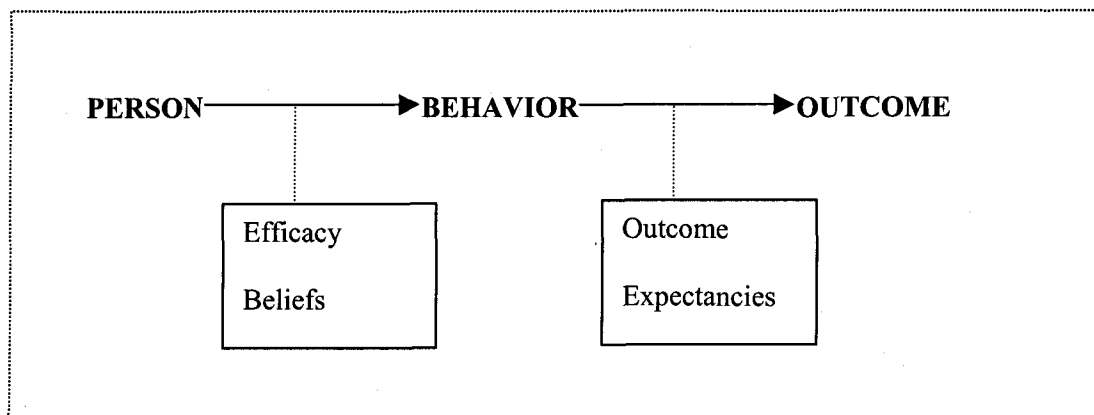 PERSON BEHAVIOR OUTCOME
Efficacy
Beliefs
Outcome
Expectancies